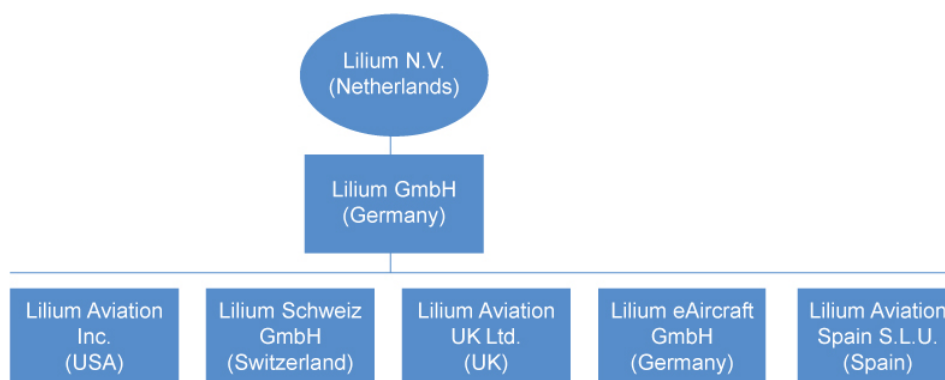 Lilium N.V.
(Netherlands)
Lilium GmbH
(Germany)
Lilium Aviation
Inc.
(USA)
Lilium Schweiz
GmbH
(Switzerland)
Lilium Aviation
UK Ltd.
(UK)
Lilium eAircraft
GmbH
(Germany)
Lilium Aviation
Spain S.L.U.
(Spain)